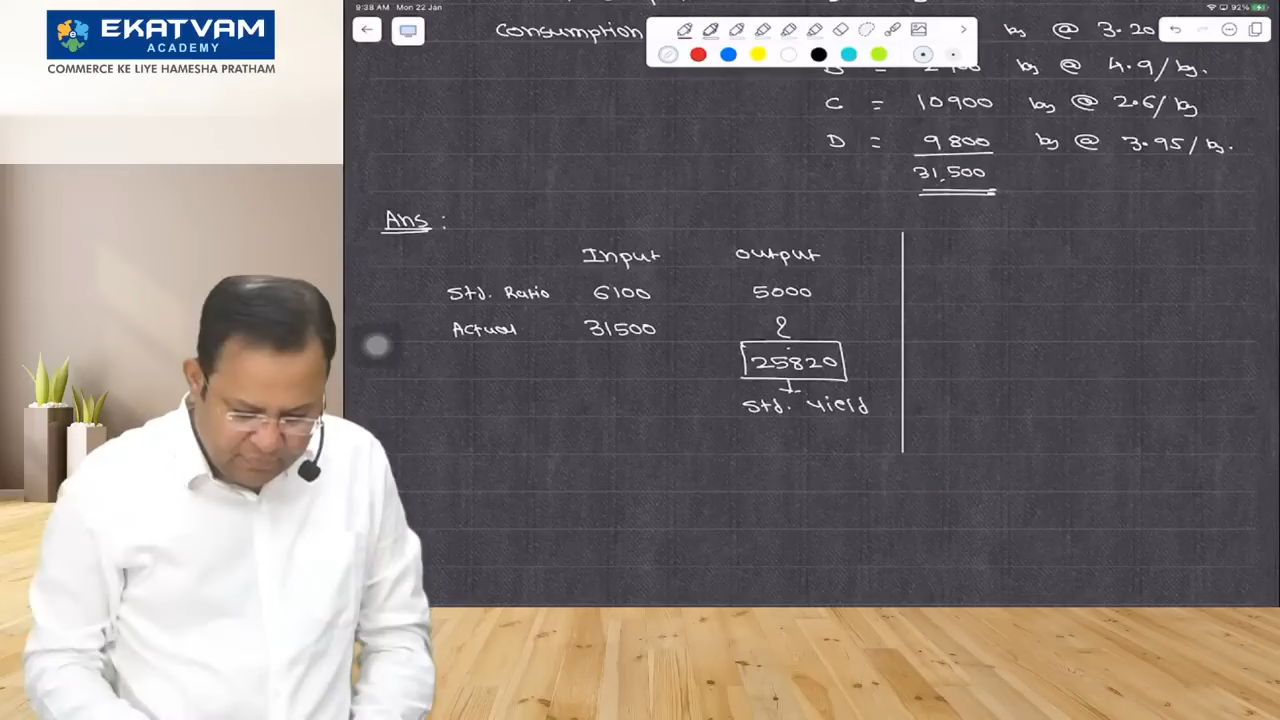 EKATVAM
ACADEMY
COMMERCE KE LIYE HAMESHA PRATHAM
9:38 AM Mon 22 Jan
92%
Consumption kg @ 3.20
kg @ 4.9/kg.
C = 10900 kg @ 2.6/kg
D = 9800 kg @ 3.95/kg.
31,500
Ans :
Input Output
Std. Ratio 6100 5000
Actual 31500 ?
25820
Std. Yield